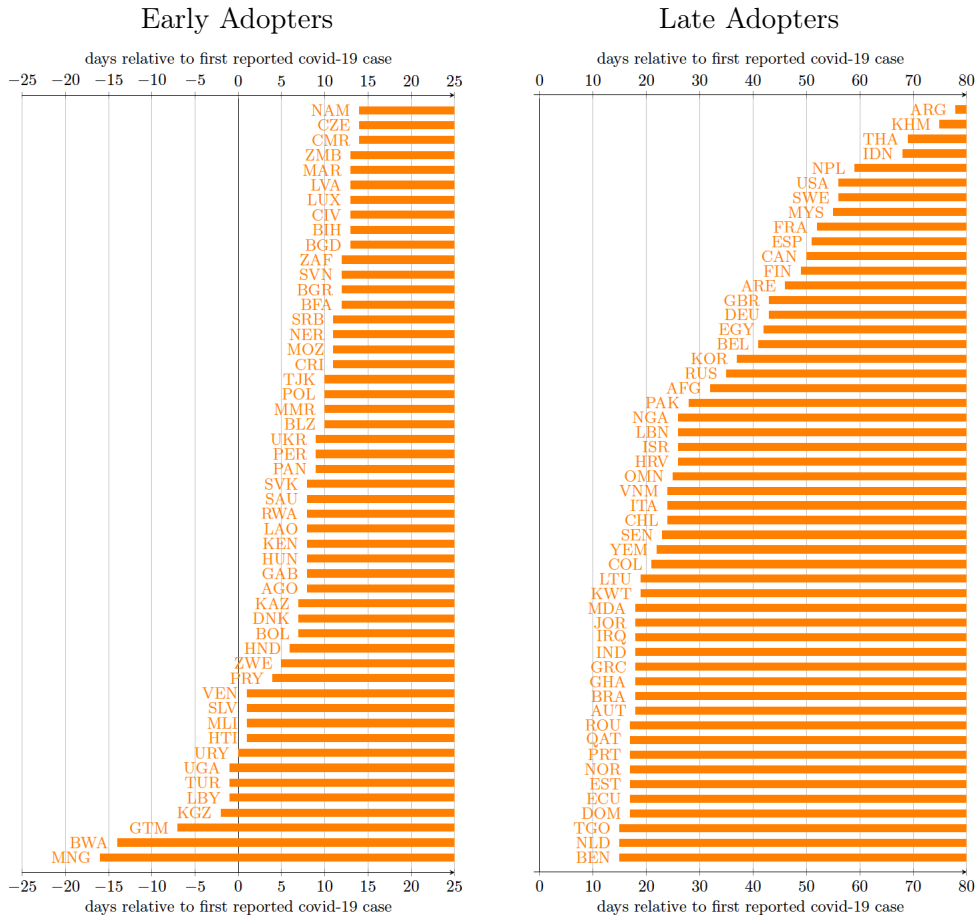 Early Adopters
days relative to first reported covid-19 case
−25 −20 −15 −10 −5 0 5 10 15 20 25
NAM
CZE
CMR
ZMB
MAR
LVA
LUX
CIV
BIH
BGD
ZAF
SVN
BGR
BFA
SRB
NER
MOZ
CRI
TJK
POL
MMR
BLZ
UKR
PER
PAN
SVK
SAU
RWA
LAO
KEN
HUN
GAB
AGO
KAZ
DNK
BOL
HND
ZWE
PRY
VEN
SLV
MLI
HTI
URY
UGA
TUR
LBY
KGZ
GTM
BWA
MNG
−25 −20 −15 −10 −5 0 5 10 15 20 25
days relative to first reported covid-19 case
Late Adopters
days relative to first reported covid-19 case
0 10 20 30 40 50 60 70 80
ARG
KHM
THA
IDN
NPL
USA
SWE
MYS
FRA
ESP
CAN
FIN
ARE
GBR
DEU
EGY
BEL
KOR
RUS
AFG
PAK
NGA
LBN
ISR
HRV
OMN
VNM
ITA
CHL
SEN
YEM
COL
LTU
KWT
MDA
JOR
IRQ
IND
GRC
GHA
BRA
AUT
ROU
QAT
PRT
NOR
EST
ECU
DOM
TGO
NLD
BEN
0 10 20 30 40 50 60 70 80
days relative to first reported covid-19 case